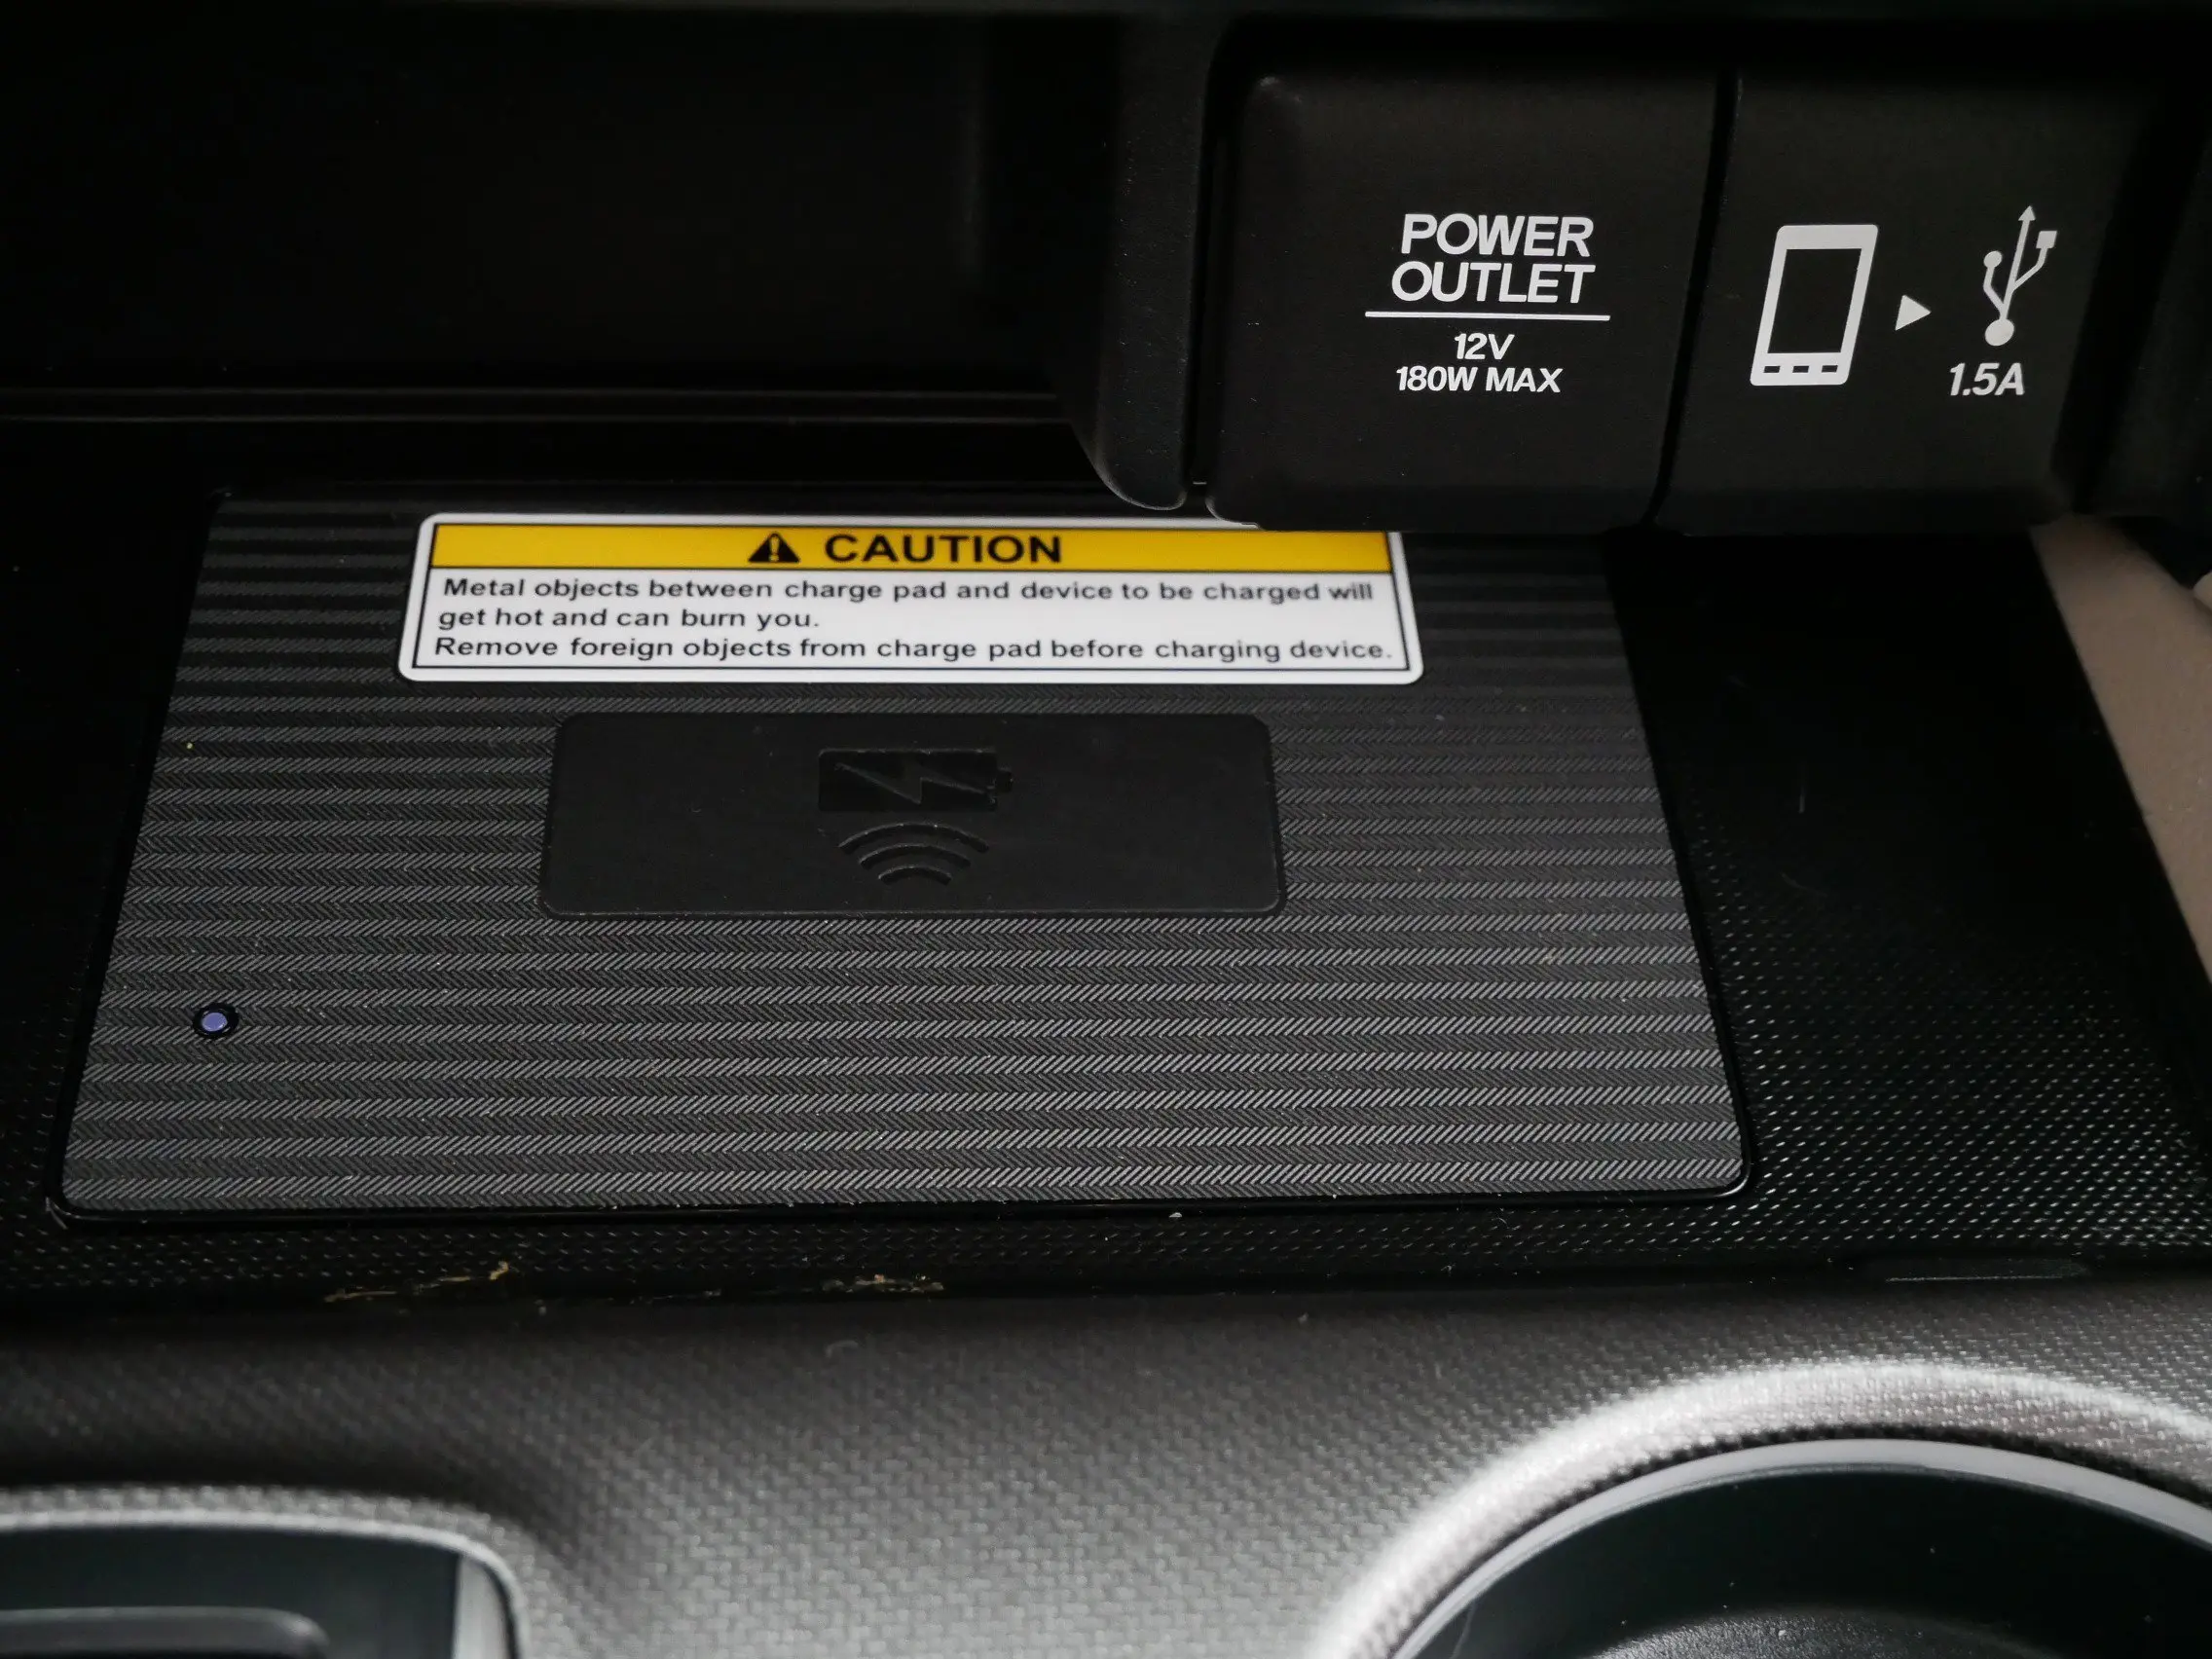 POWER
OUTLET
12V
180W MAX
1.5A
CAUTION
Metal objects between charge pad and device to be charged will
get hot and can burn you.
Remove foreign objects from charge pad before charging device.